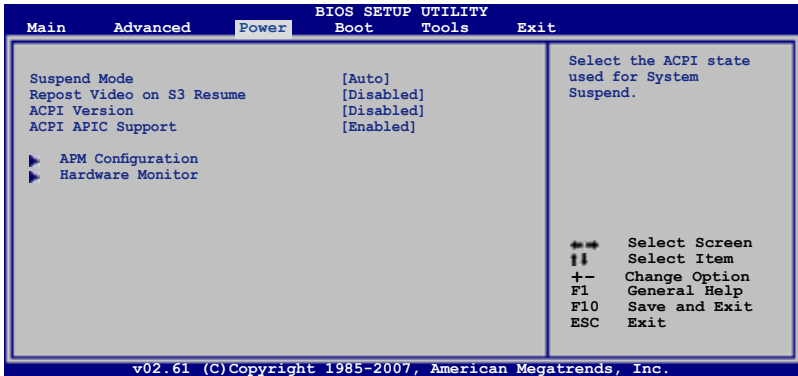 BIOS SETUP UTILITY
Main Advanced Power Boot Tools Exit
Suspend Mode [Auto]
Repost Video on S3 Resume [Disabled]
ACPI Version [Disabled]
ACPI APIC Support [Enabled]
APM Configuration
Hardware Monitor
Select the ACPI state
used for System
Suspend.
Select Screen
Select Item
+- Change Option
F1 General Help
F10 Save and Exit
ESC Exit
v02.61 (C)Copyright 1985-2007, American Megatrends, Inc.